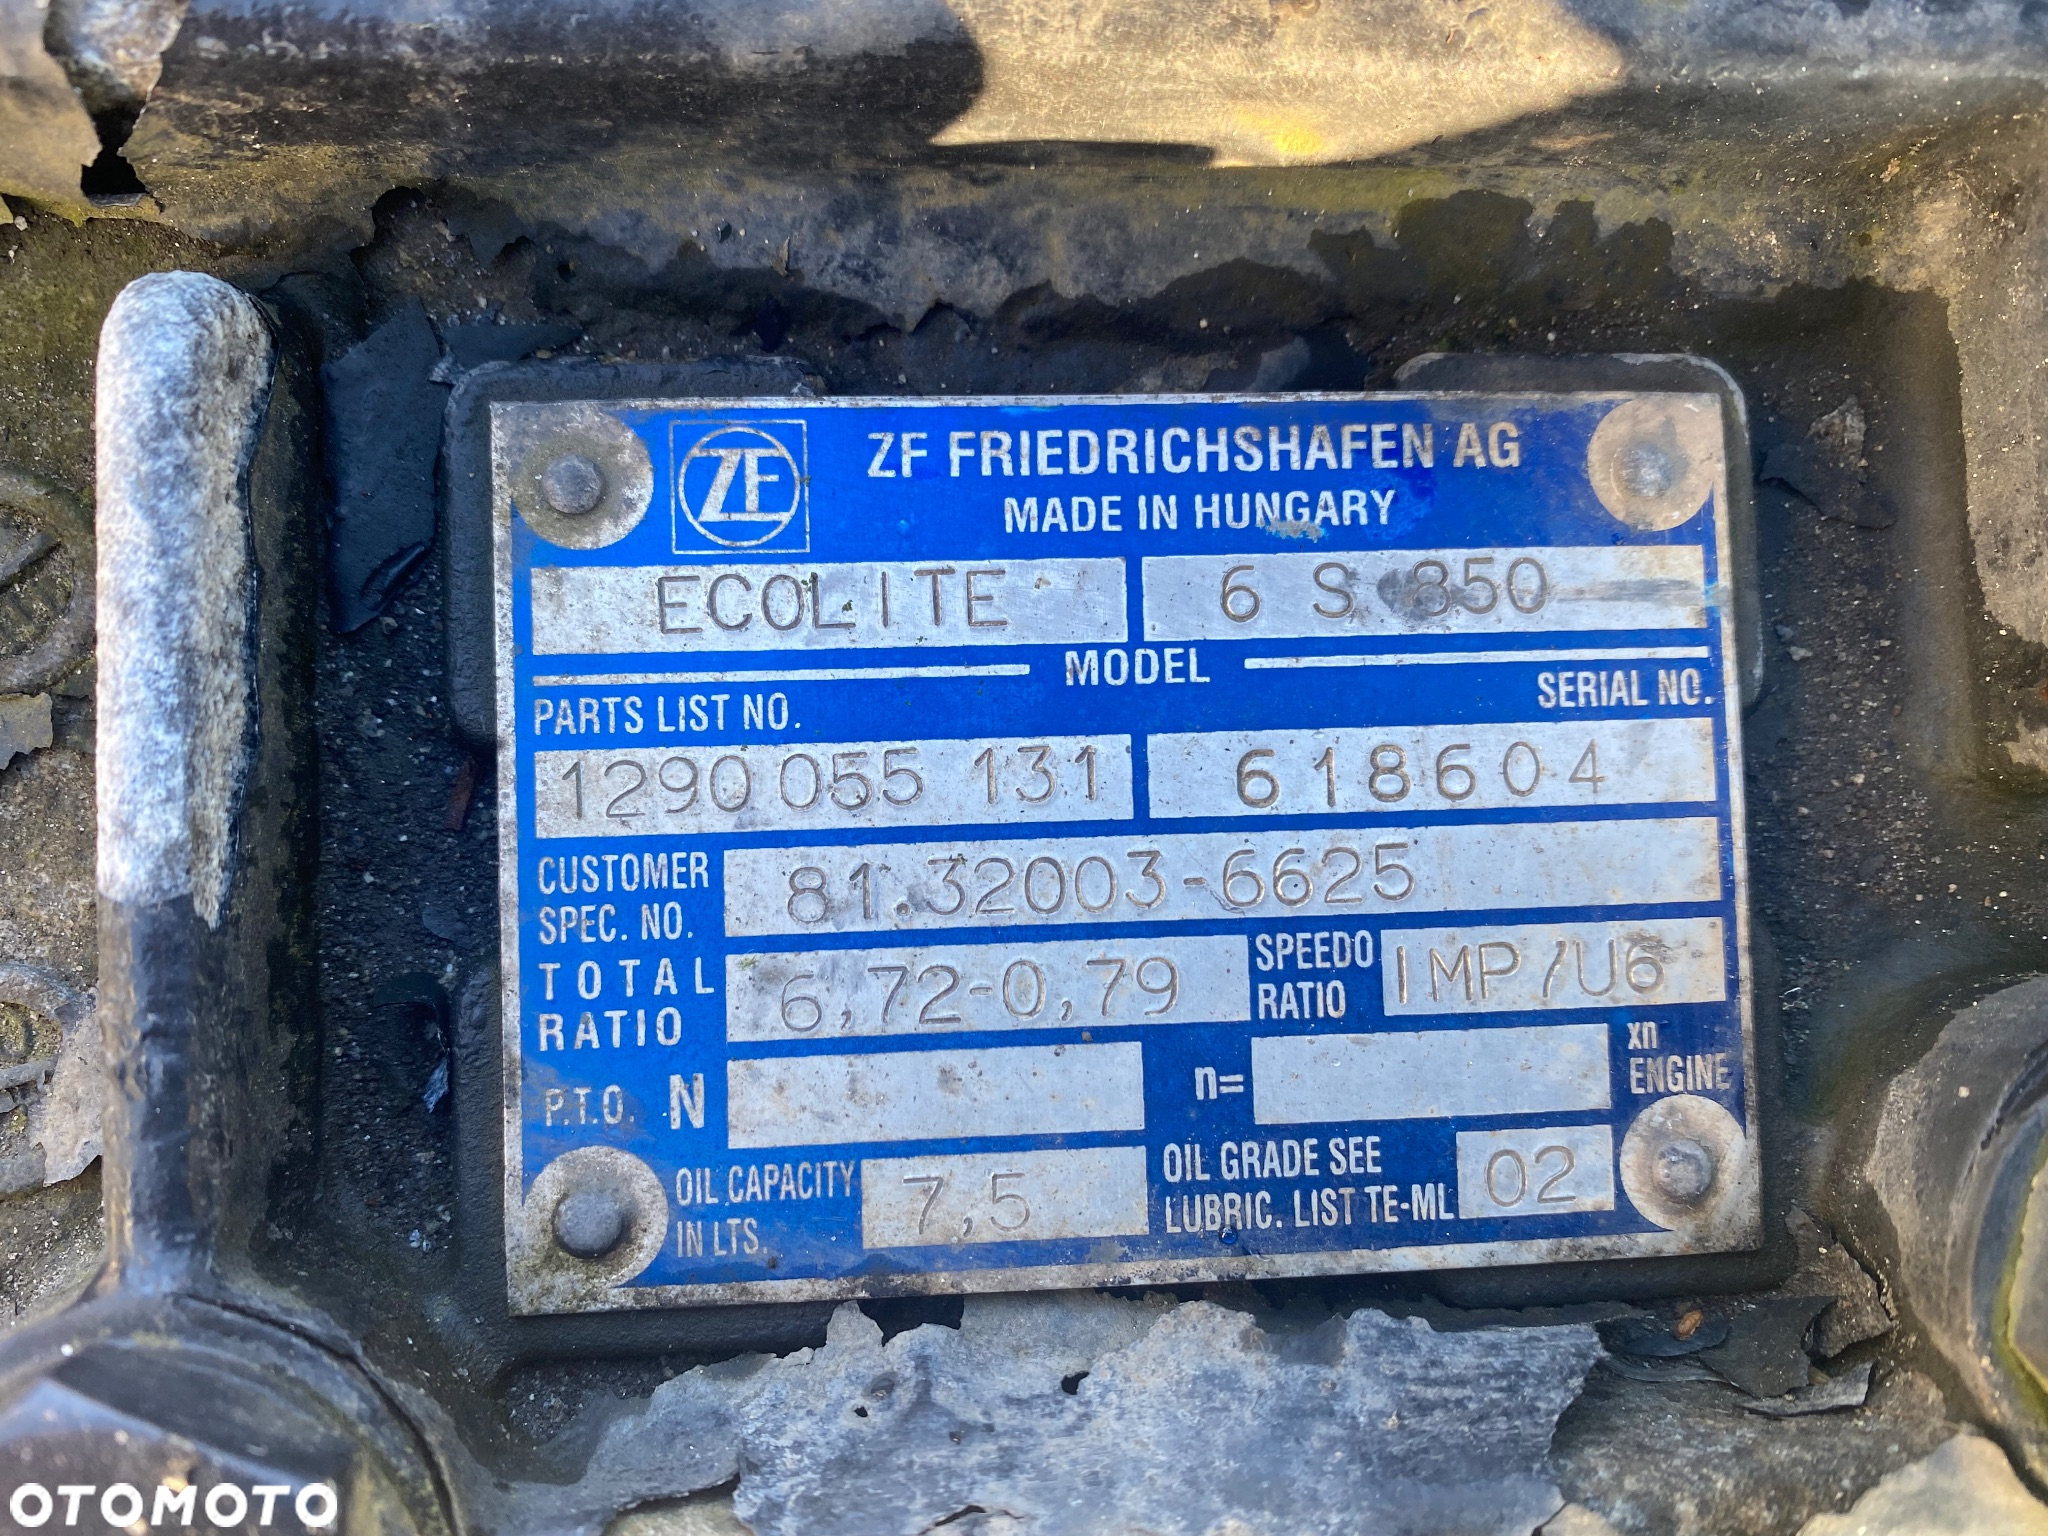 ZF
ZF FRIEDRICHSHAFEN AG
MADE IN HUNGARY
ECOLITE 6 S 850
MODEL
PARTS LIST NO. SERIAL NO.
1290 055 131 618604
CUSTOMER SPEC. NO. 81.32003-6625
TOTAL RATIO 6,72-0,79 SPEEDO RATIO IMP/U6
P.T.O. N n= xn ENGINE
OIL CAPACITY IN LTS. 7,5 OIL GRADE SEE LUBRIC. LIST TE-ML 02
OTOMOTO